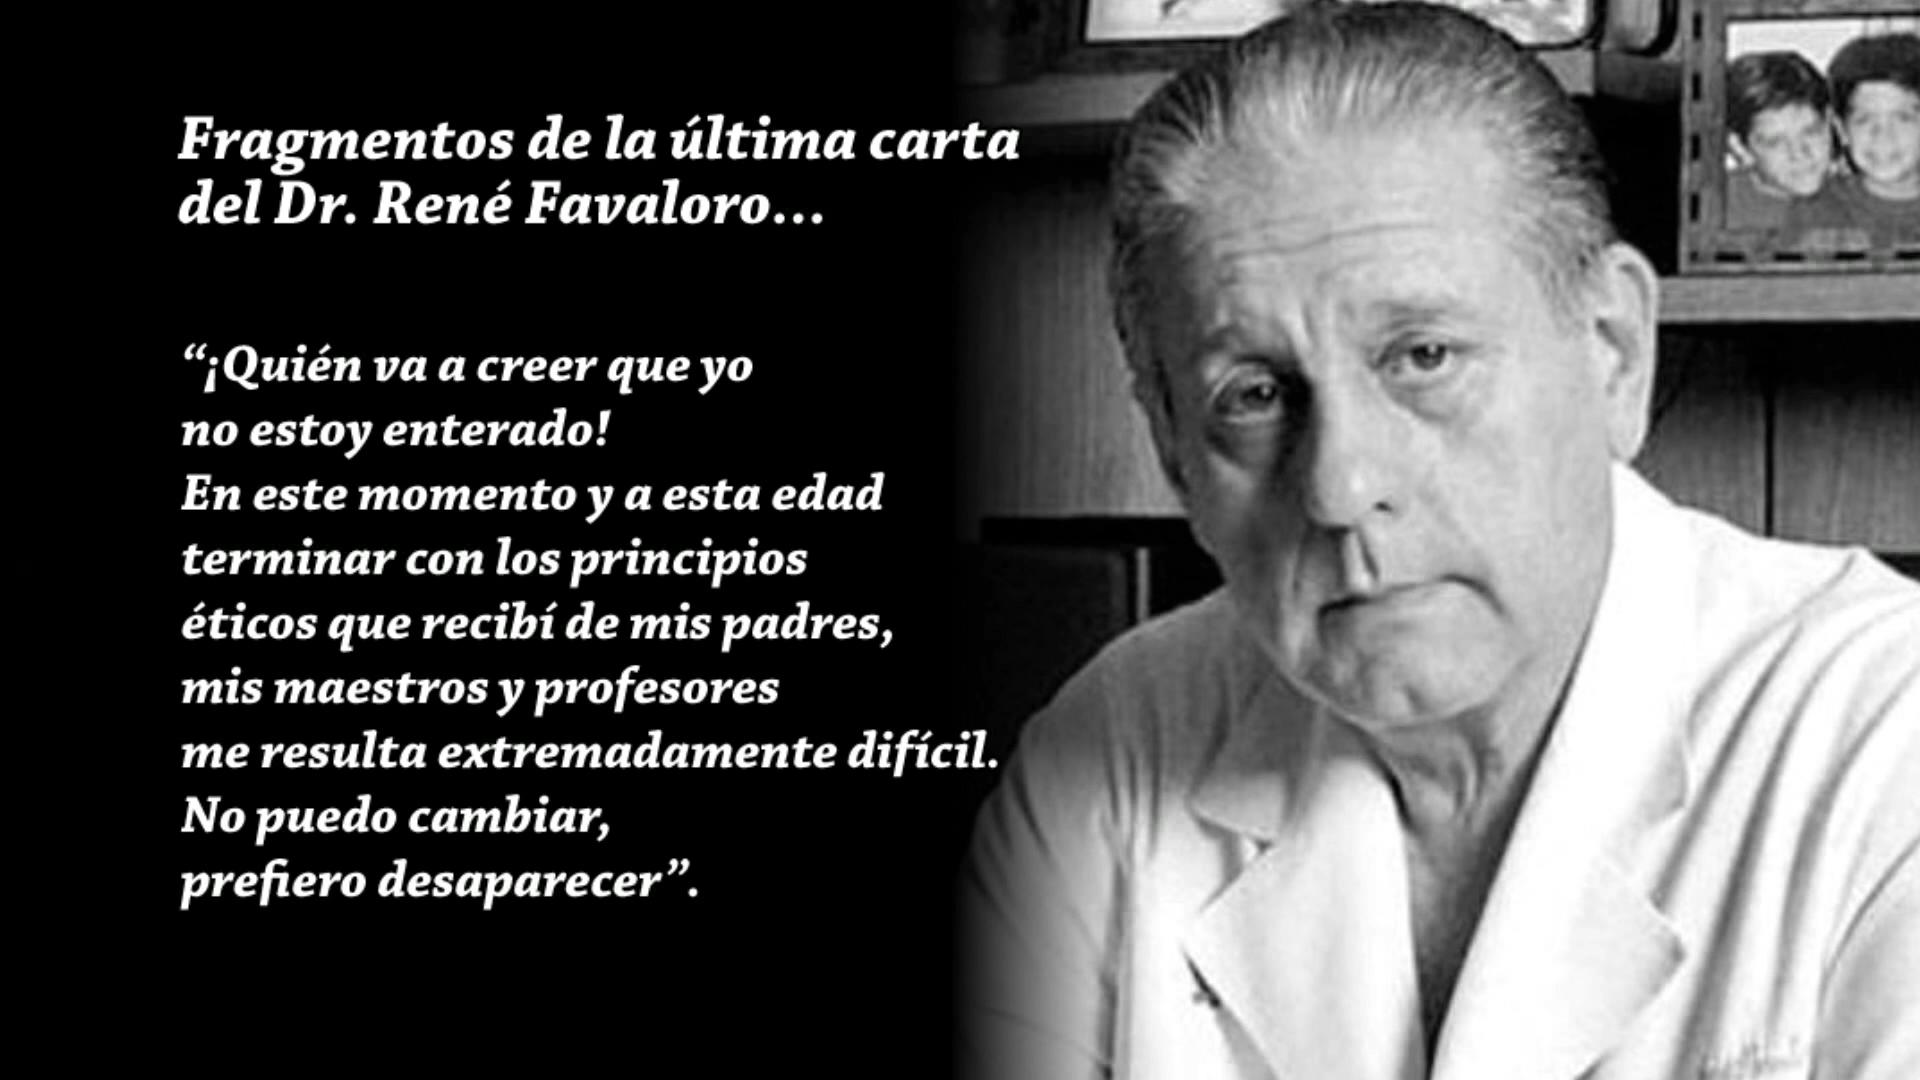 Fragmentos de la última carta
del Dr. René Favaloro...
“¡Quién va a creer que yo
no estoy enterado!
En este momento y a esta edad
terminar con los principios
éticos que recibí de mis padres,
mis maestros y profesores
me resulta extremadamente difícil.
No puedo cambiar,
prefiero desaparecer”.